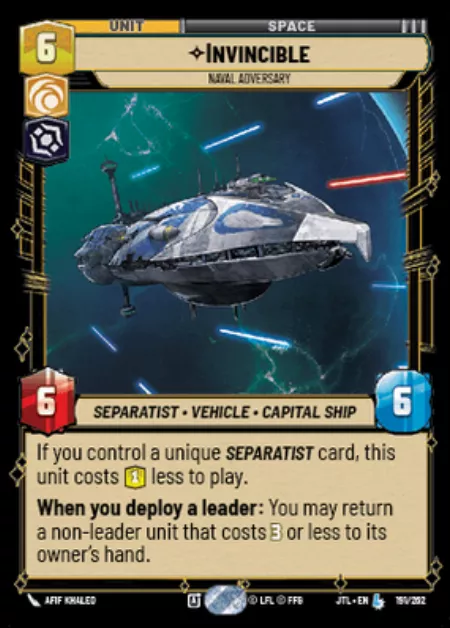 UNIT
SPACE
6
INVINCIBLE
NAVAL ADVERSARY
6
SEPARATIST • VEHICLE • CAPITAL SHIP
6
If you control a unique SEPARATIST card, this
unit costs 1 less to play.
When you deploy a leader: You may return
a non-leader unit that costs 3 or less to its
owner's hand.
AFIF KHALED
© LFL © FFG
JTL • EN
191/262